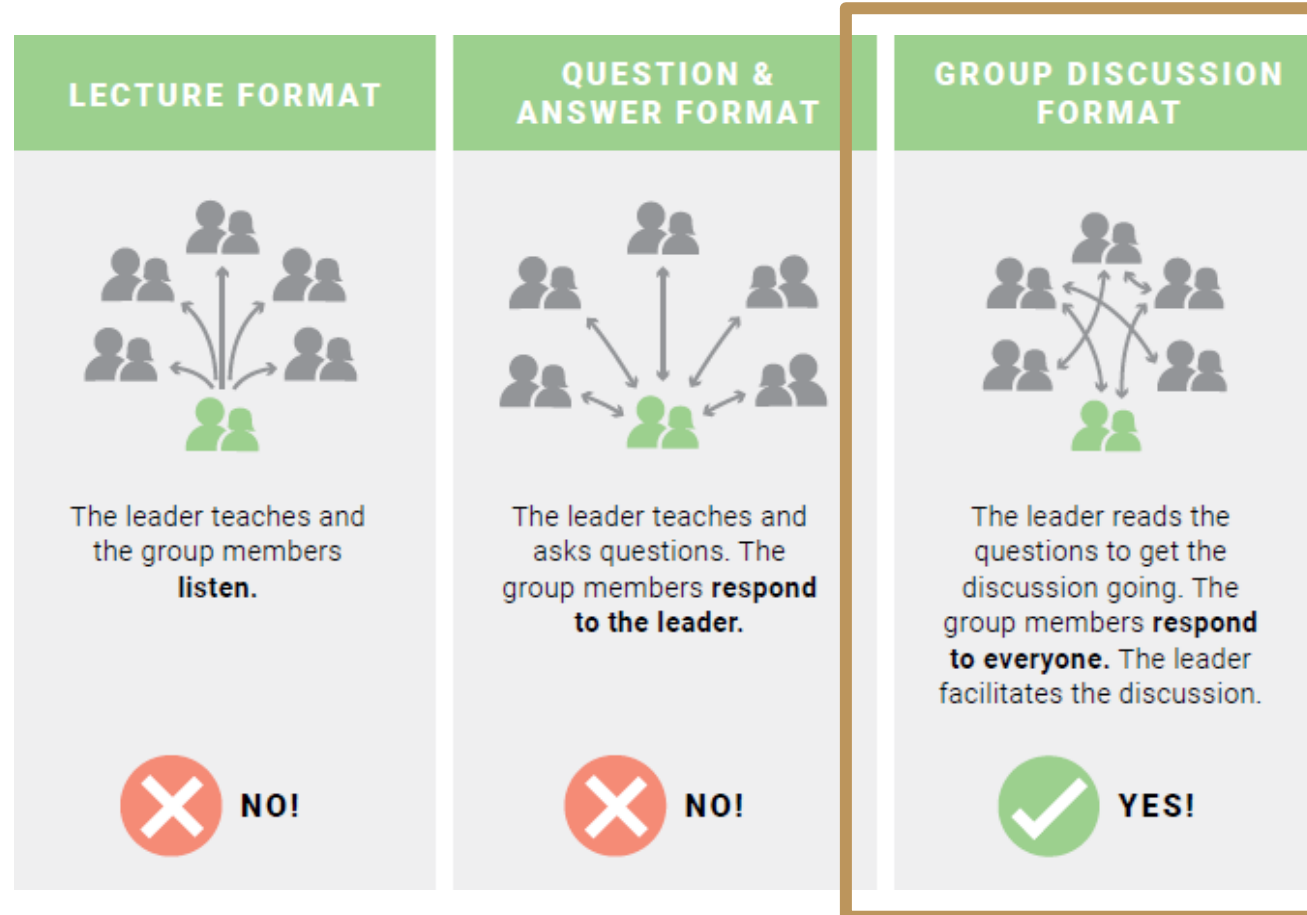 LECTURE FORMAT
The leader teaches and
the group members
listen.
NO!
QUESTION &
ANSWER FORMAT
The leader teaches and
asks questions. The
group members respond
to the leader.
NO!
GROUP DISCUSSION
FORMAT
The leader reads the
questions to get the
discussion going. The
group members respond
to everyone. The leader
facilitates the discussion.
YES!